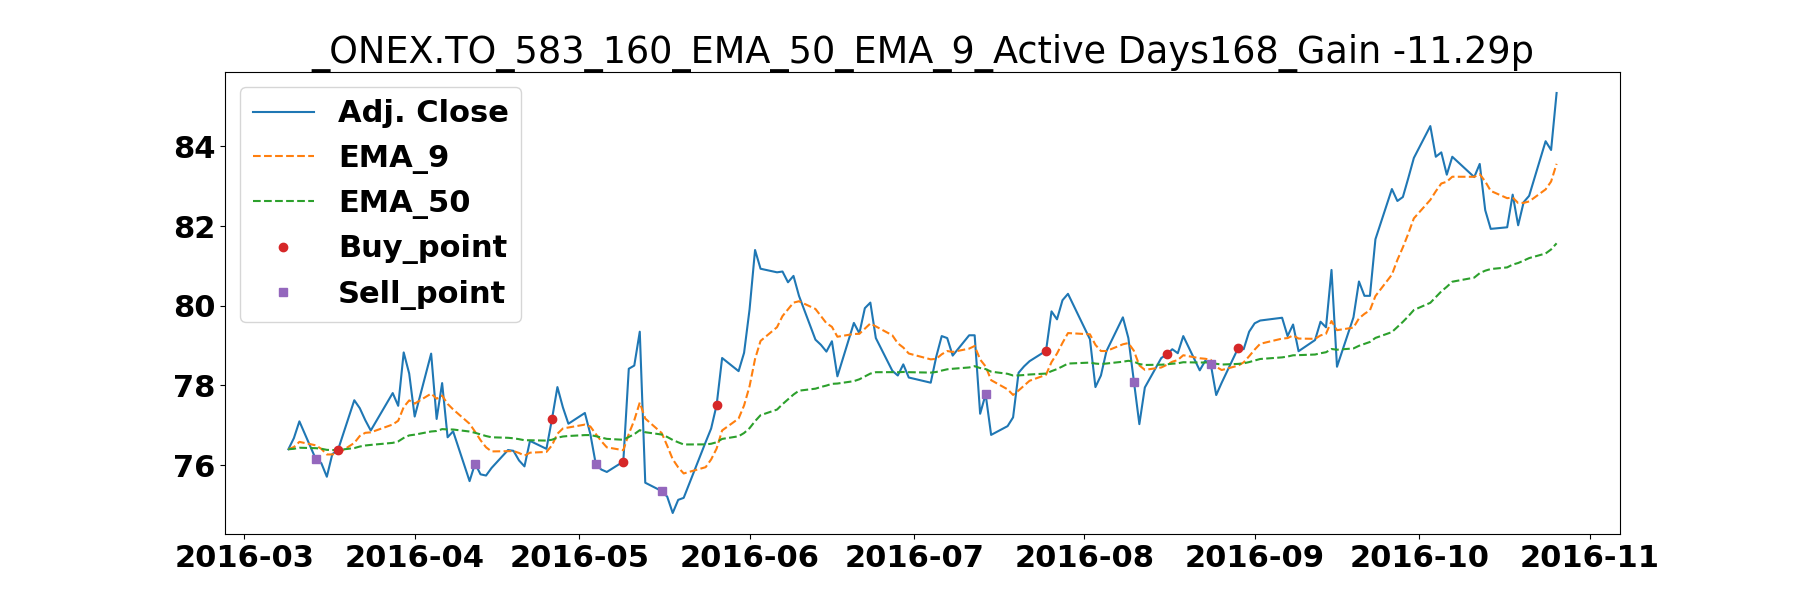 _ONEX.TO_583_160_EMA_50_EMA_9_Active Days168_Gain -11.29p
Adj. Close
EMA_9
EMA_50
Buy_point
Sell_point
84
82
80
78
76
2016-03 2016-04 2016-05 2016-06 2016-07 2016-08 2016-09 2016-10 2016-11